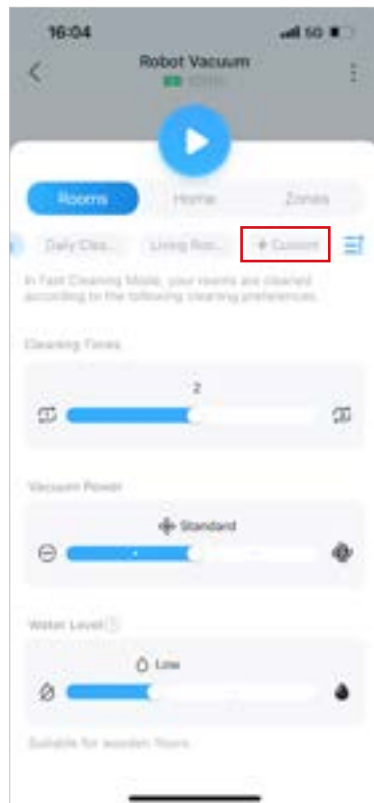 16:04
5G
Robot Vacuum
Rooms
Home
Zones
Daily Clea...
Living Roo...
+ Custom
In Fast Cleaning Mode, your rooms are cleaned
according to the following cleaning preferences.
Cleaning Times
2
Vacuum Power
Standard
Water Level
Low
Suitable for wooden floors